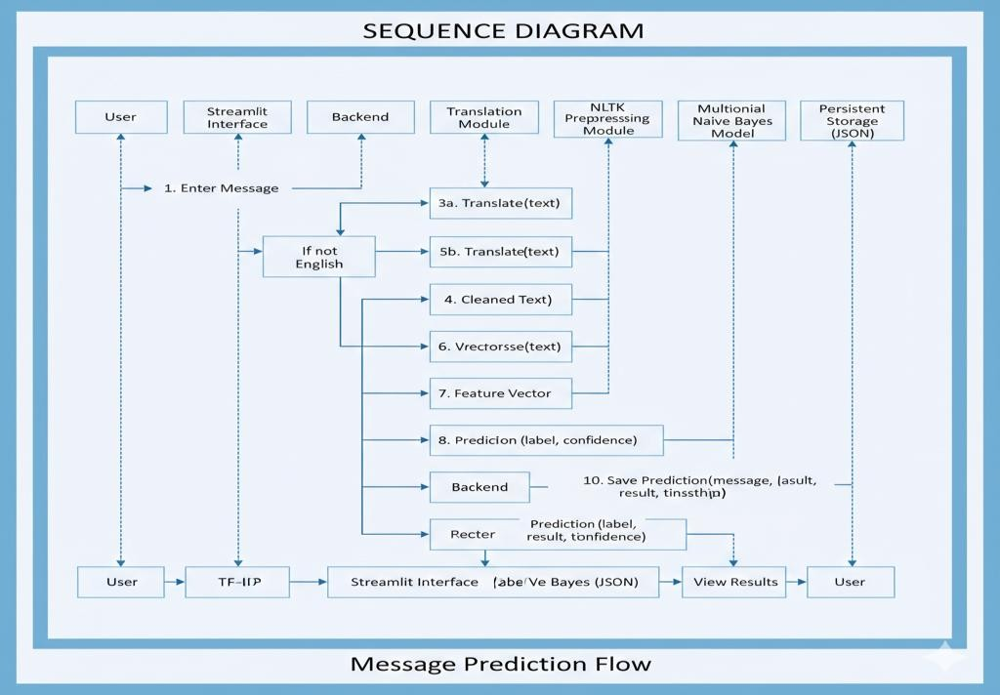 SEQUENCE DIAGRAM
User
Streamlit
Interface
Backend
Translation
Module
NLTK
Prepressing
Module
Multionial
Naive Bayes
Model
Persistent
Storage
(JSON)
1. Enter Message
3a. Translate(text)
If not
English
5b. Translate(text)
4. Cleaned Text)
6. Vrectorsse(text)
7. Feature Vector
8. Predicion (label, confidence)
Backend
10. Save Prediction(message,
result,
Recter
Prediction (label,
result, tonfidence)
User
Streamlit Interface Bayes (JSON)
View Results
User
Message Prediction Flow